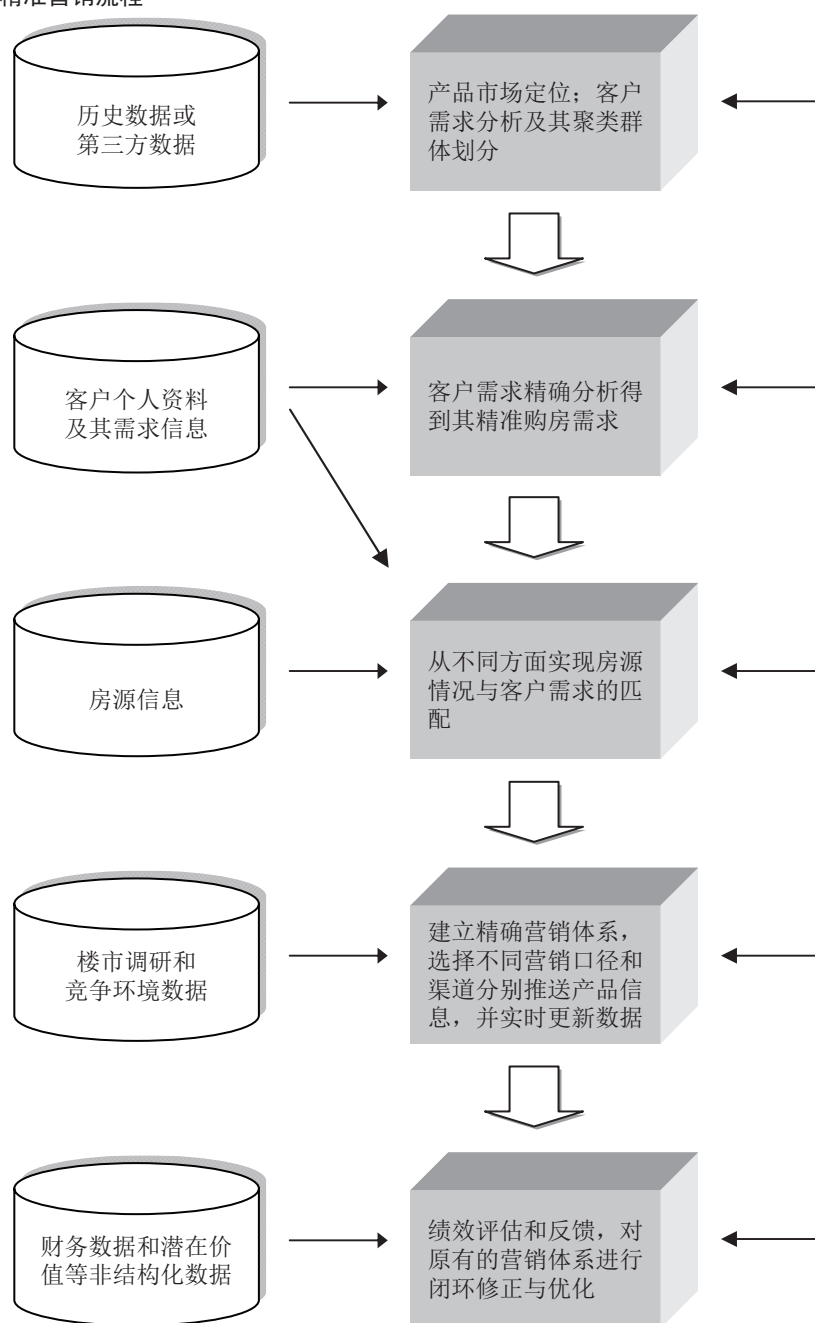 精准营销流程
历史数据或
第三方数据
产品市场定位；客户
需求分析及其聚类群
体划分
客户个人资料
及其需求信息
客户需求精确分析得
到其精准购房需求
房源信息
从不同方面实现房源
情况与客户需求的匹
配
楼市调研和
竞争环境数据
建立精确营销体系，
选择不同营销口径和
渠道分别推送产品信
息，并实时更新数据
财务数据和潜在价
值等非结构化数据
绩效评估和反馈，对
原有的营销体系进行
闭环修正与优化